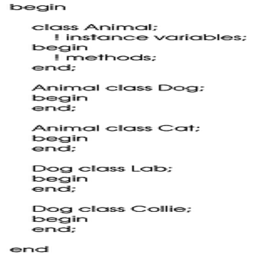 begin
class Animal;
! instance variables;
begin
! methods;
end;
Animal class Dog;
begin
end;
Animal class Cat;
begin
end;
Dog class Lab;
begin
end;
Dog class Collie;
begin
end;
end